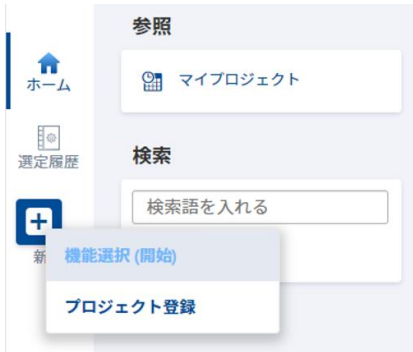 参照
ホーム
マイプロジェクト
選定履歴
検索
検索語を入れる
新
機能選択 (開始)
プロジェクト登録